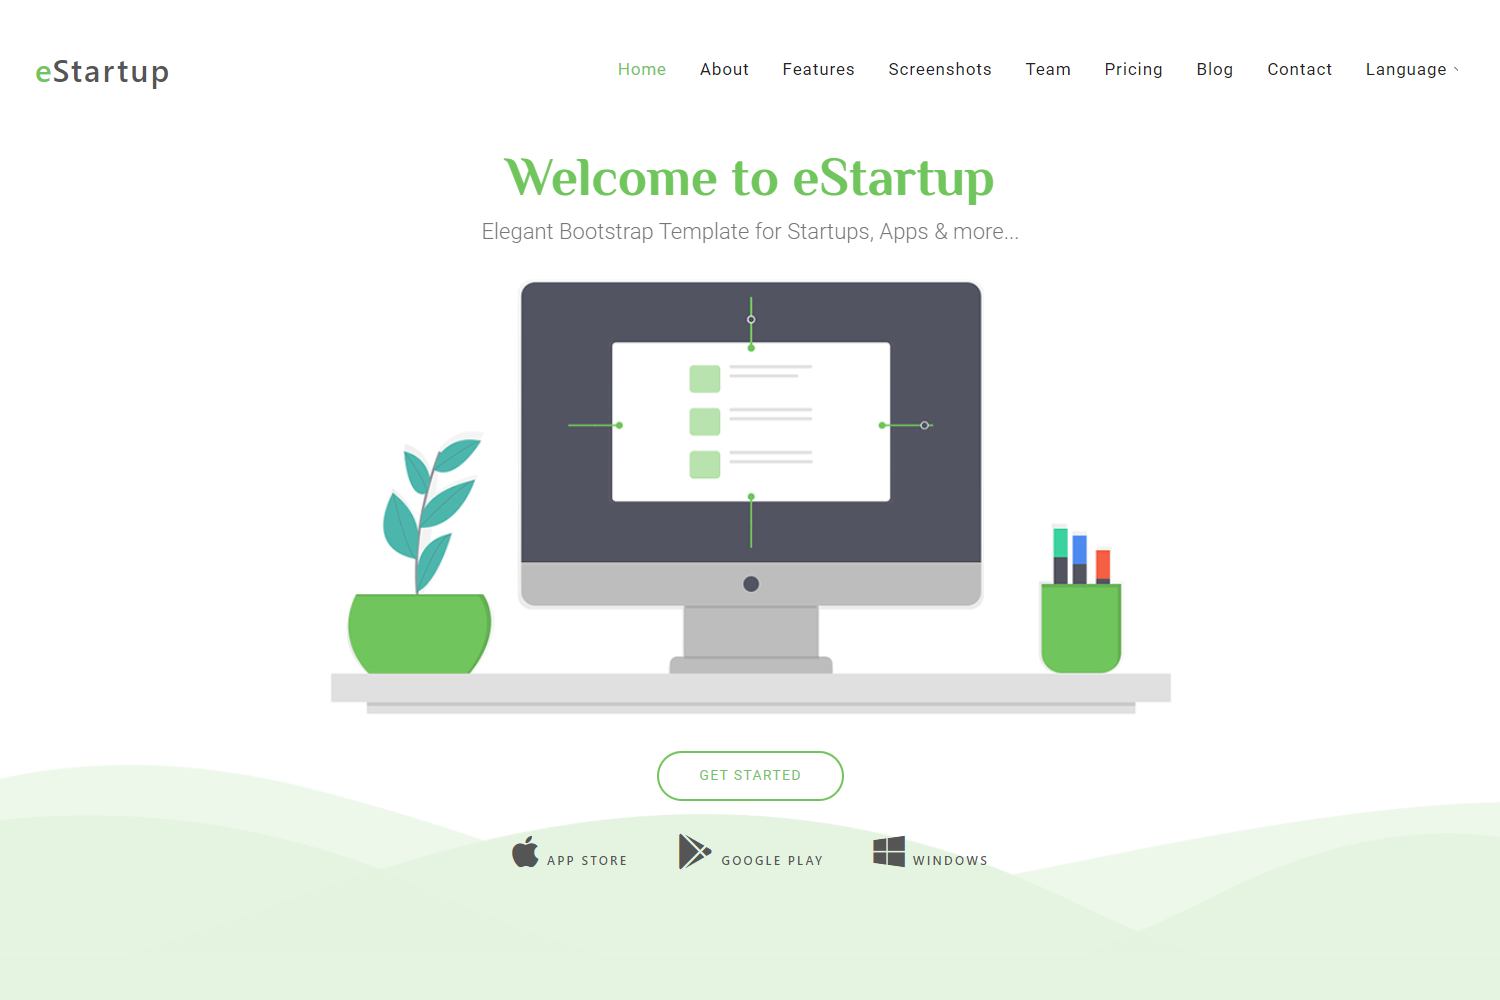 eStartup
Home About Features Screenshots Team Pricing Blog Contact Language
Welcome to eStartup
Elegant Bootstrap Template for Startups, Apps & more...
GET STARTED
APP STORE GOOGLE PLAY WINDOWS